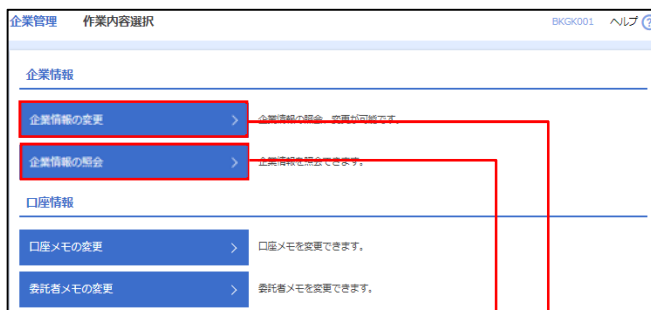 企業管理 作業内容選択 BKGK001 ヘルプ ?
企業情報
企業情報の変更 企業情報の照会、変更が可能です。
企業情報の照会 企業情報を照会できます。
口座情報
口座メモの変更 口座メモを変更できます。
委託者メモの変更 委託者メモを変更できます。